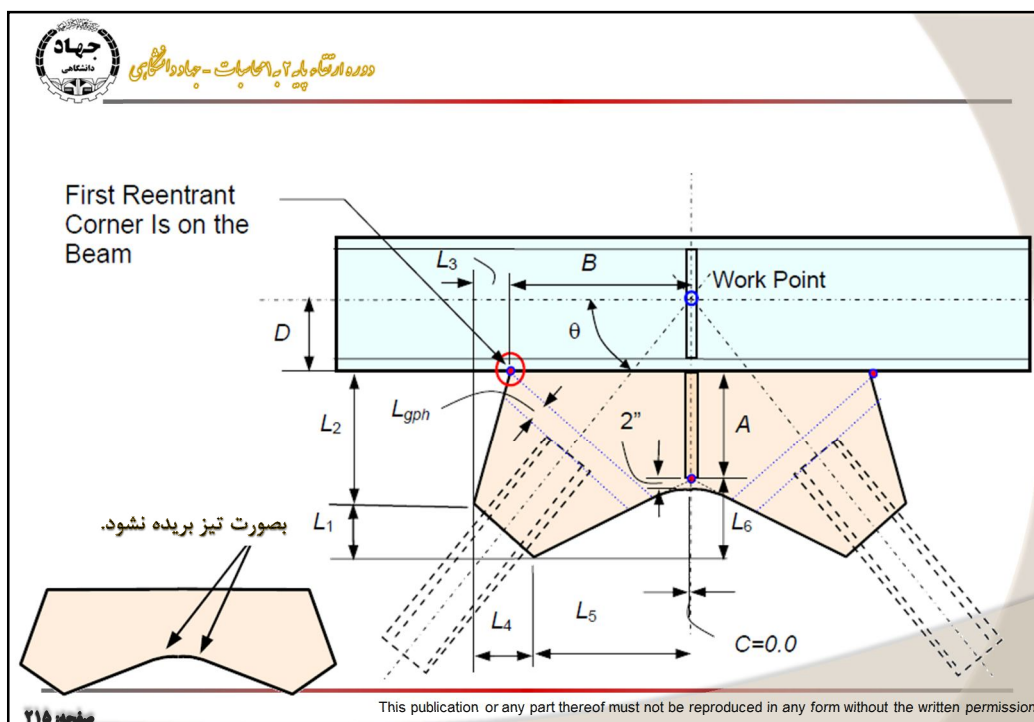 جهاد
دانشگاهی
دوره ارتقاء پایه ۲ به ۱ محاسبات - جهاد دانشگاهی
First Reentrant
Corner Is on the
Beam
L3
B
Work Point
D
θ
Lgph
2”
A
L2
L1
L6
بصورت تیز بریده نشود.
L4
L5
C=0.0
صفحه: ۲۱۵
This publication or any part thereof must not be reproduced in any form without the written permission